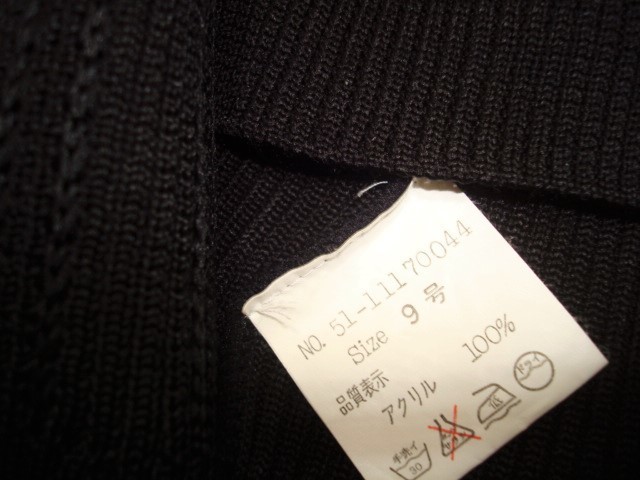 NO. 51-11170044
Size 9 号
品質表示
アクリル 100%
手洗イ 30 低 ドライ